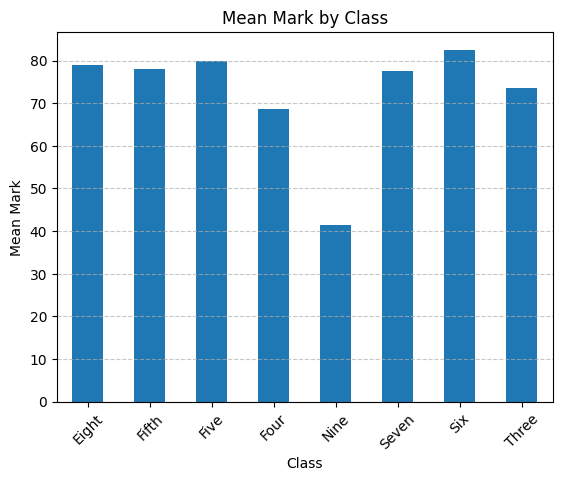 Mean Mark by Class
Mean Mark
80
70
60
50
40
30
20
10
0
Eight
Fifth
Five
Four
Nine
Seven
Six
Three
Class